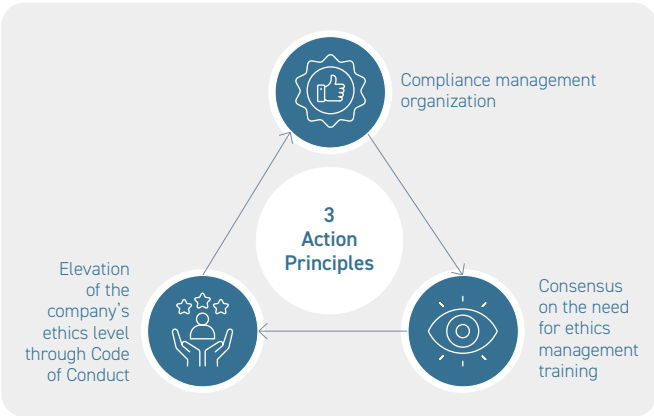 Compliance management
organization
3
Action
Principles
Elevation
of the
company's
ethics level
through Code
of Conduct
Consensus
on the need
for ethics
management
training